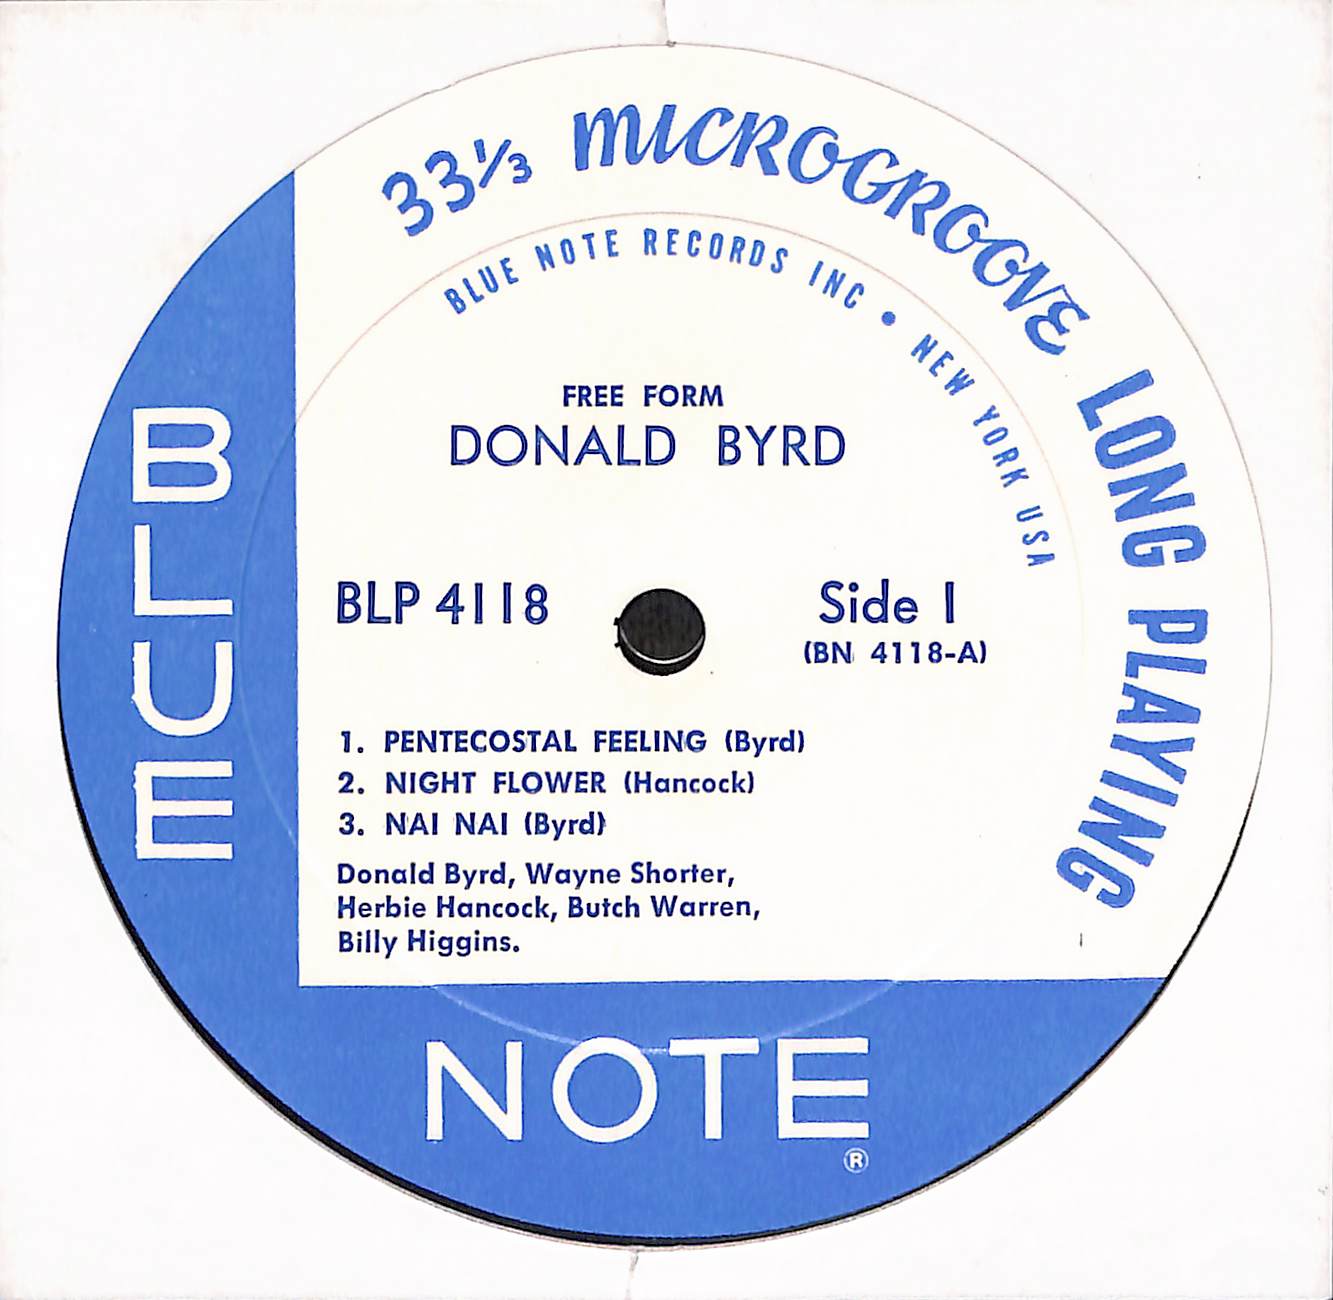 33⅓ MICROGROOVE LONG PLAYING
BLUE NOTE RECORDS INC • NEW YORK USA
FREE FORM
DONALD BYRD
BLP 4118
Side 1
(BN 4118-A)
1. PENTECOSTAL FEELING (Byrd)
2. NIGHT FLOWER (Hancock)
3. NAI NAI (Byrd)
Donald Byrd, Wayne Shorter,
Herbie Hancock, Butch Warren,
Billy Higgins.
BLUE
NOTE
®